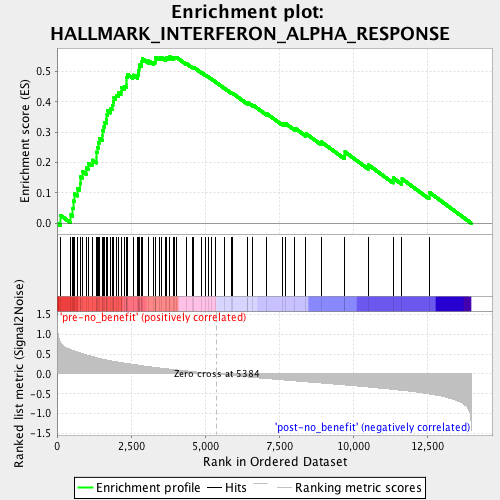 Enrichment plot:
HALLMARK_INTERFERON_ALPHA_RESPONSE
Enrichment score (ES)
0.5
0.4
0.3
0.2
0.1
0.0
Ranked list metric (Signal2Noise)
1.5
1.0
0.5
0.0
-0.5
-1.0
-1.5
'pre-no_benefit' (positively correlated)
Zero cross at 5384
'post-no_benefit' (negatively correlated)
0
2,500
5,000
7,500
10,000
12,500
Rank in Ordered Dataset
Enrichment profile
Hits
Ranking metric scores